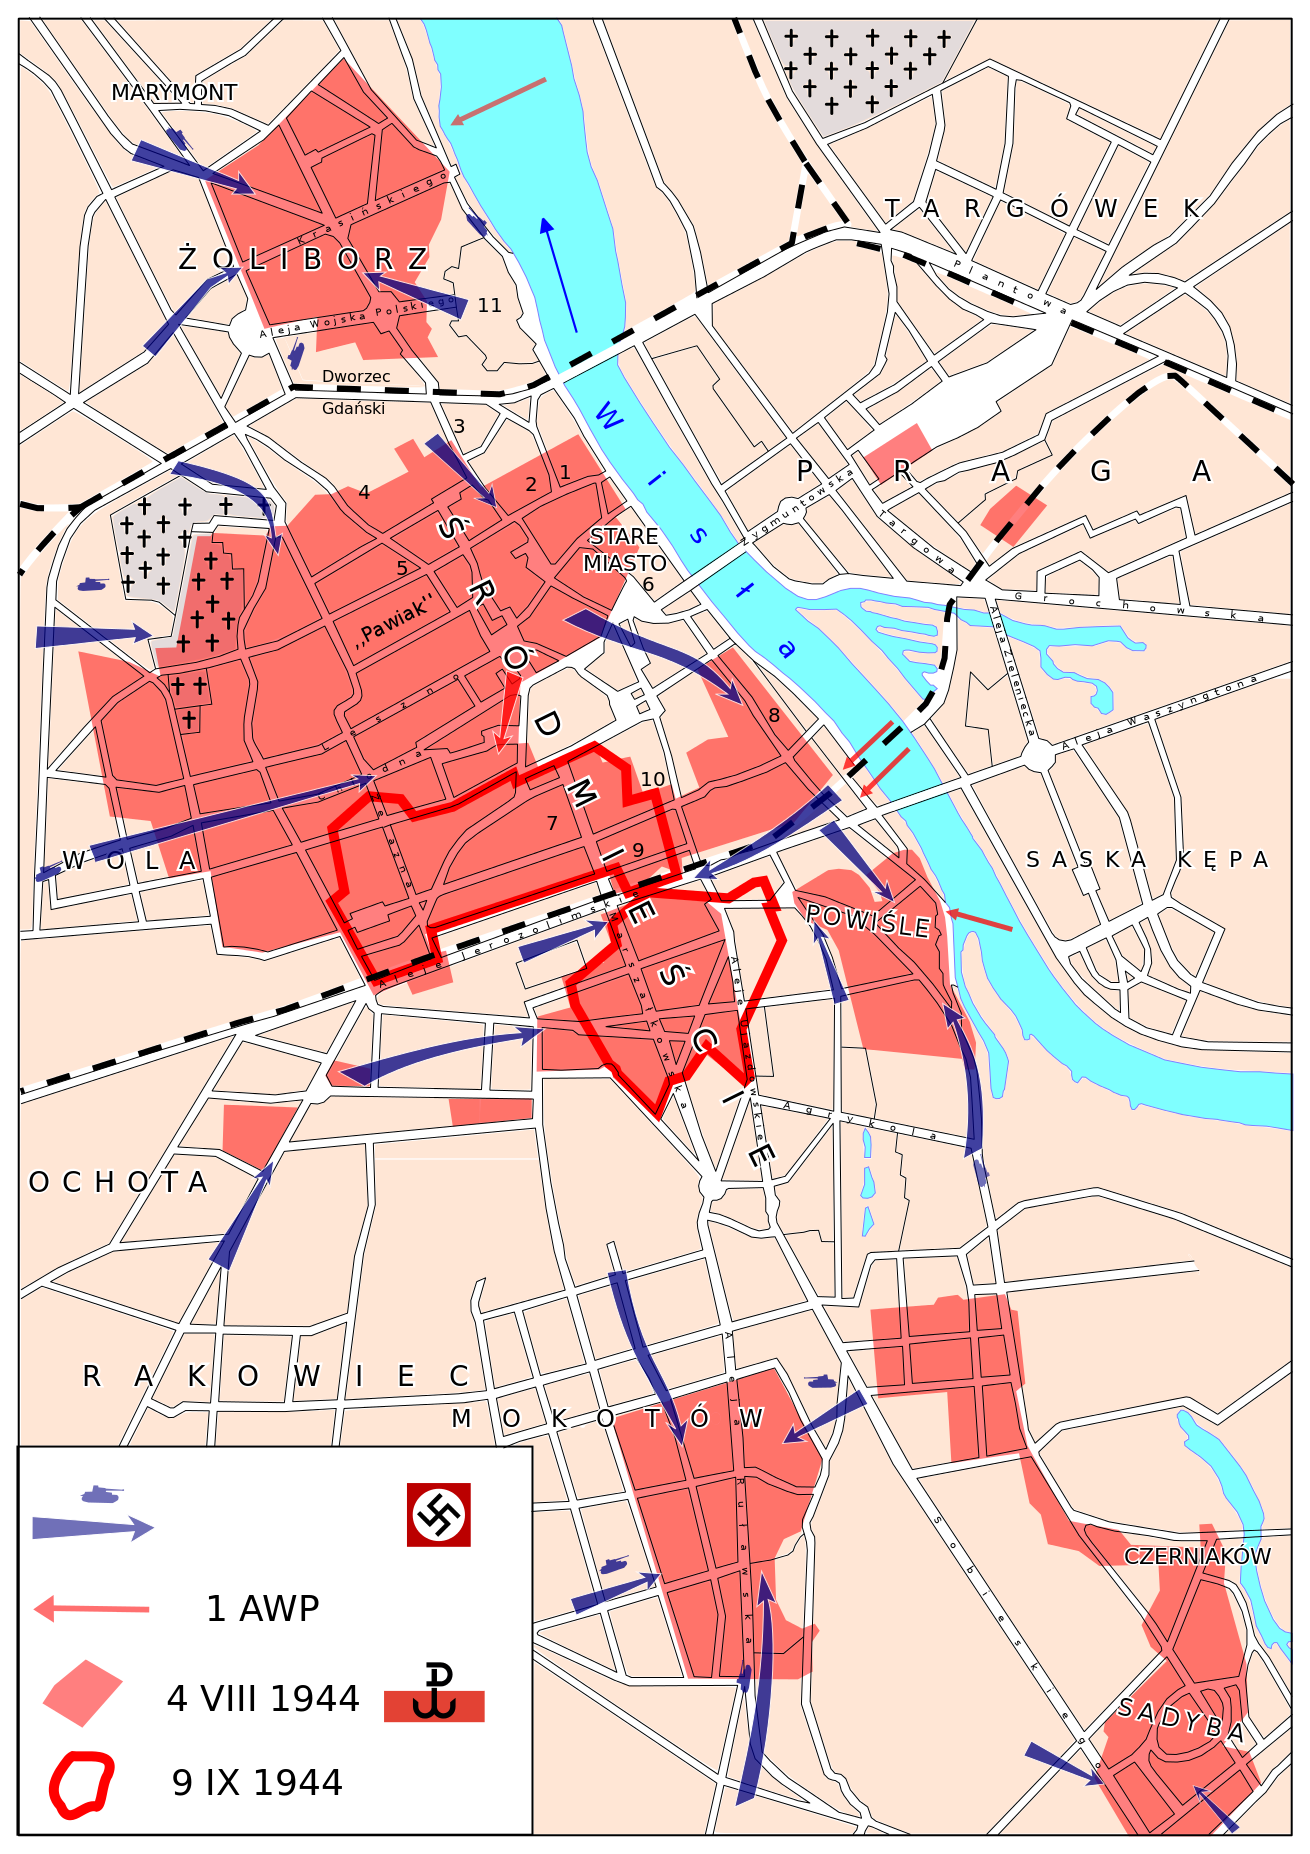 MARYMONT
TARGÓWEK
Krasińskiego
ŻOLIBORZ
Plantowa
11
Aleja Wojska Polskiego
Dworzec
Gdański
Wisła
3
1
2
4
PRAGA
Zygmuntowska
Targowa
STARE
MIASTO
5
6
,,Pawiak''
ŚRÓDMIEŚCIE
Grochowska
Aleja Zieleniecka
Aleja Waszyngtona
8
10
7
9
Żelazna
WOLA
SASKA KĘPA
POWIŚLE
Aleje Jerozolimskie
Marszałkowska
Aleje Ujazdowskie
Agrykola
OCHOTA
RAKOWIEC
MOKOTÓW
Aleja
Puławska
Sobieskiego
CZERNIAKÓW
SADYBA
1 AWP
4 VIII 1944
9 IX 1944